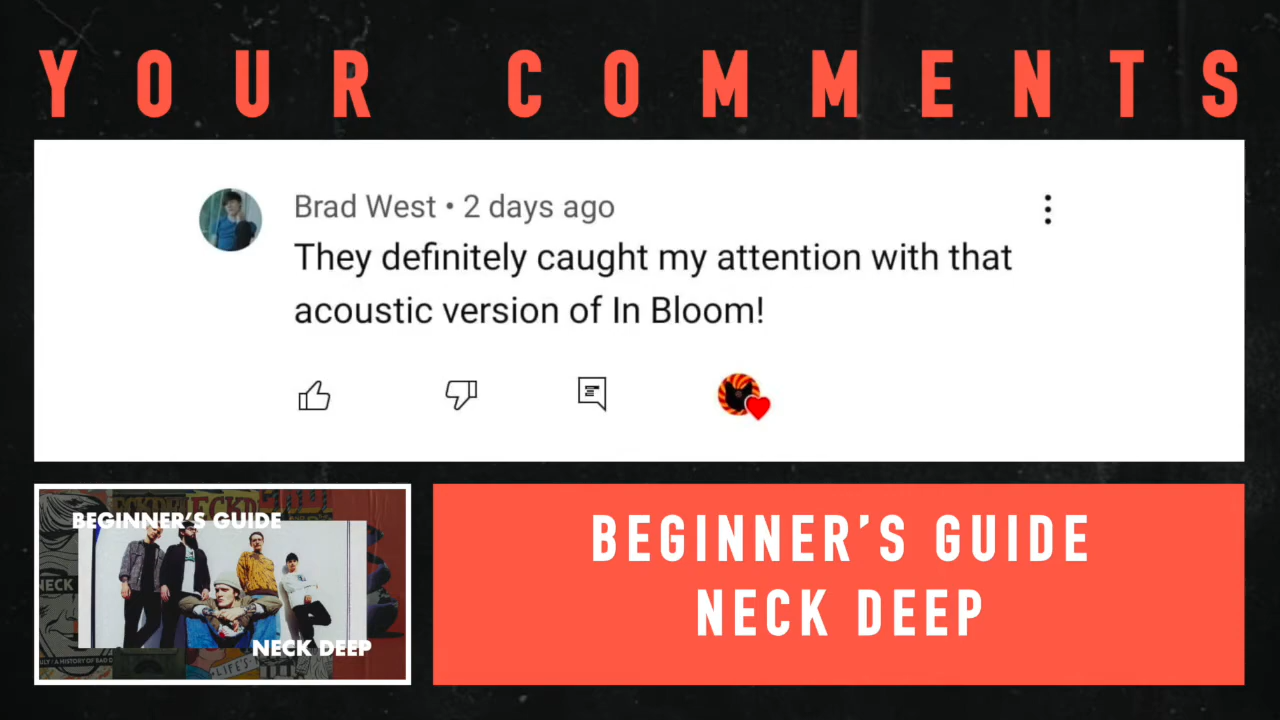 YOUR COMMENTS
Brad West • 2 days ago
They definitely caught my attention with that
acoustic version of In Bloom!
BEGINNER'S GUIDE
NECK
NECK DEEP
BEGINNER'S GUIDE
NECK DEEP